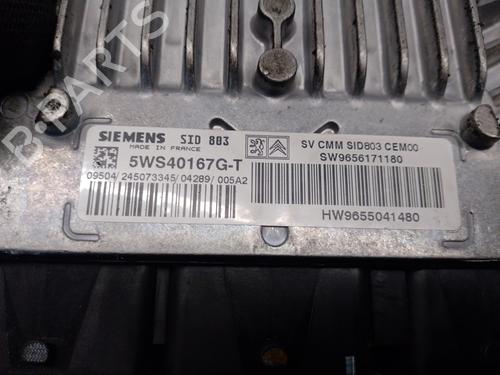 SIEMENS SID 803
MADE IN FRANCE
5WS40167G-T
09504/245073345/04289/005A2
SV CMM SID803 CEM00
SW9656171180
HW9655041480
B-PARTS